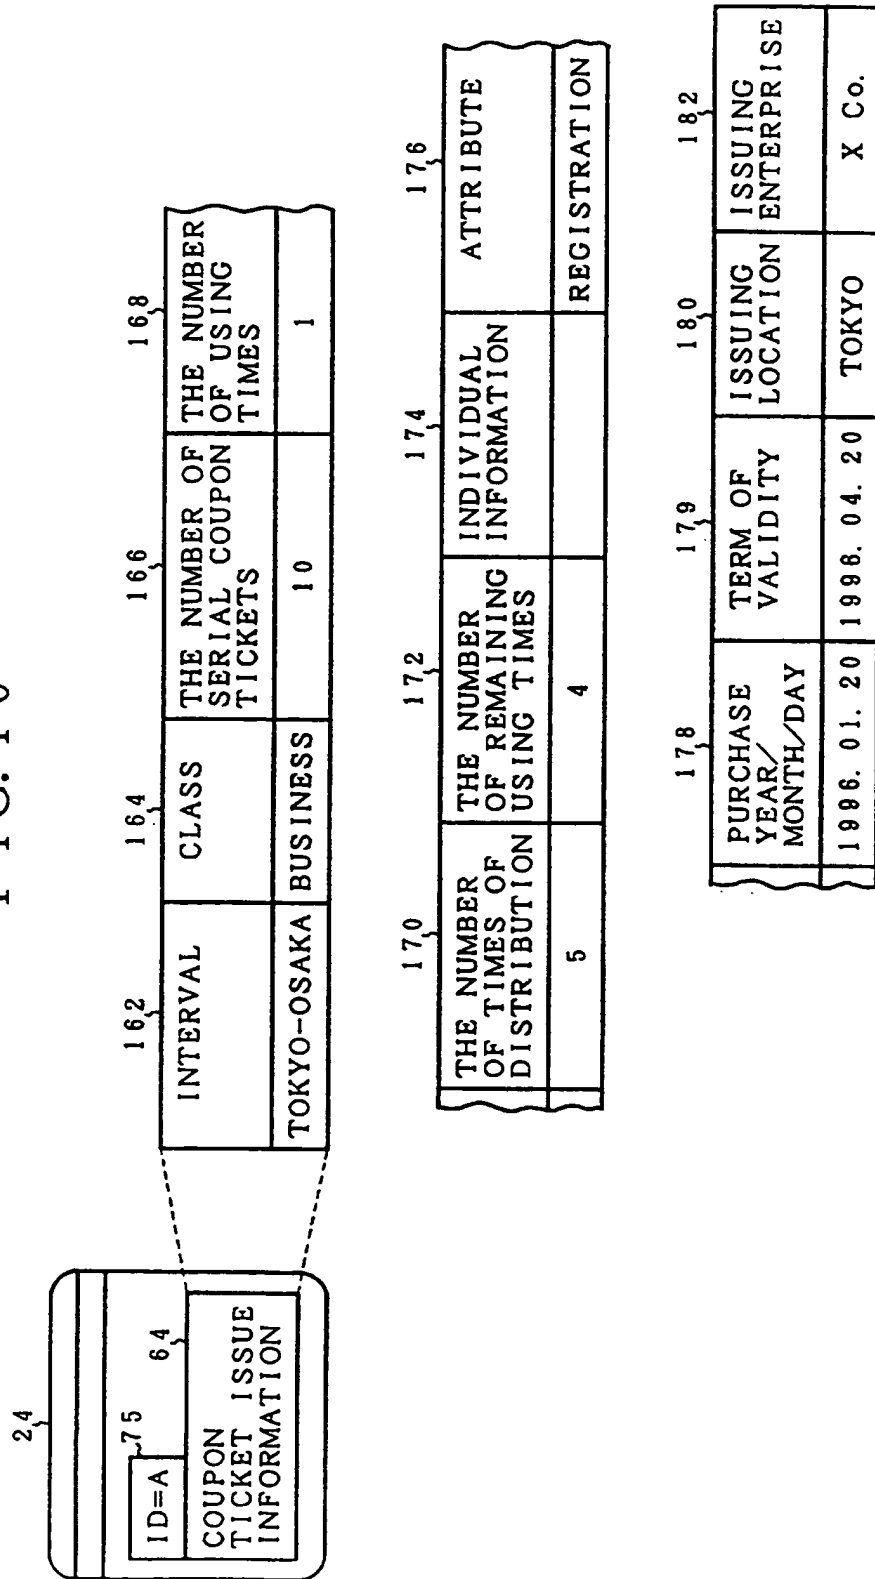 24
75
ID=A
64
COUPON
TICKET ISSUE
INFORMATION
162
164
166
168
INTERVAL
CLASS
THE NUMBER OF
SERIAL COUPON
TICKETS
THE NUMBER
OF USING
TIMES
TOKYO-OSAKA
BUSINESS
10
1
170
172
174
176
THE NUMBER
OF TIMES OF
DISTRIBUTION
THE NUMBER
OF REMAINING
USING TIMES
INDIVIDUAL
INFORMATION
ATTRIBUTE
5
4
REGISTRATION
178
179
180
182
PURCHASE
YEAR/
MONTH/DAY
TERM OF
VALIDITY
ISSUING
LOCATION
ISSUING
ENTERPRISE
1996. 01. 20
1996. 04. 20
TOKYO
X Co.